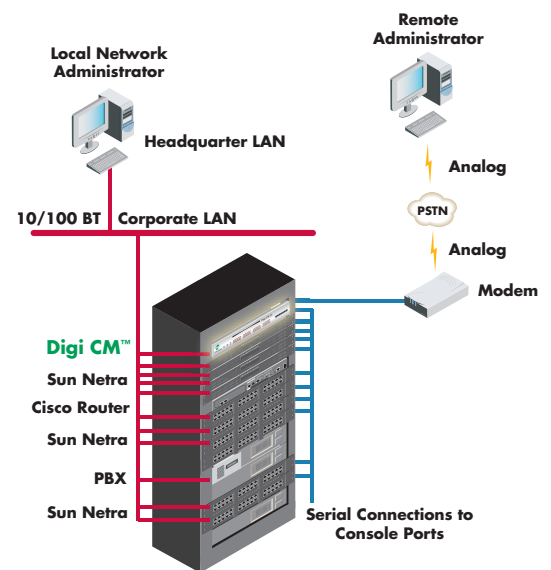 Remote
Administrator
Local Network
Administrator
Headquarter LAN
Analog
PSTN
10/100 BT Corporate LAN
Analog
Modem
Digi CM™
Sun Netra
Cisco Router
Sun Netra
PBX
Sun Netra
Serial Connections to
Console Ports